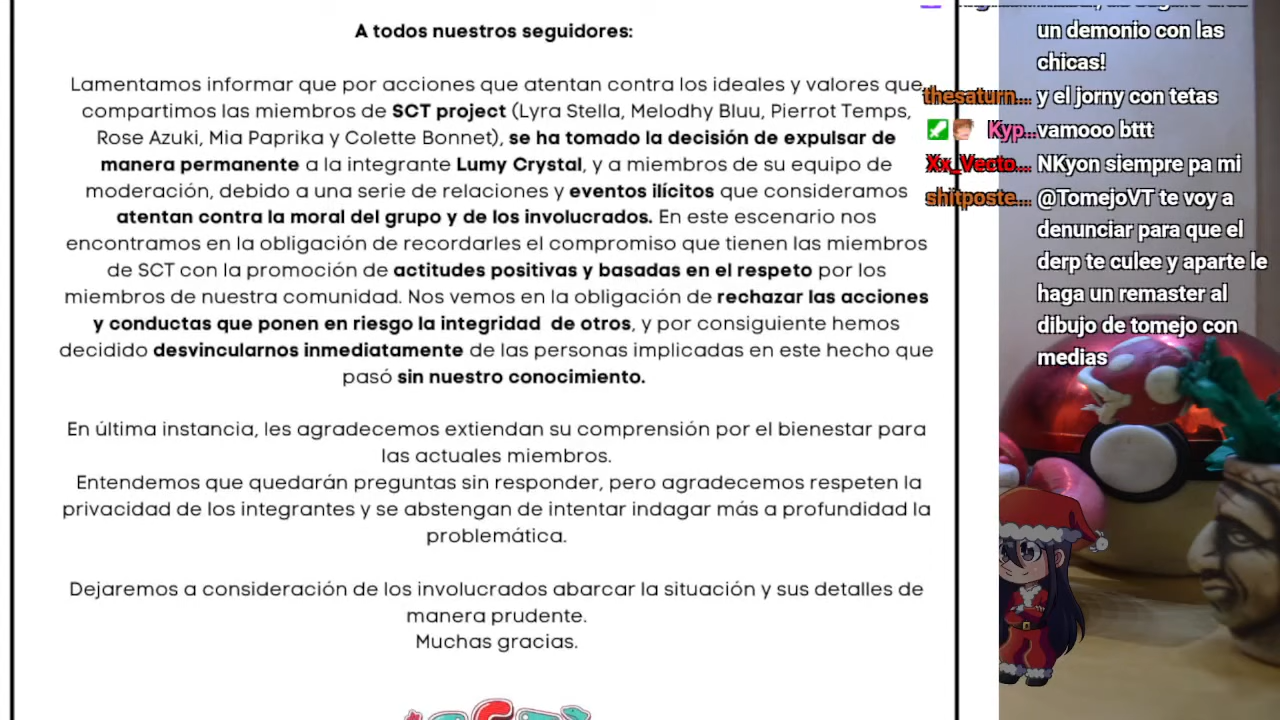 A todos nuestros seguidores:
Lamentamos informar que por acciones que atentan contra los ideales y valores que
compartimos las miembros de SCT project (Lyra Stella, Melodhy Bluu, Pierrot Temps,
Rose Azuki, Mia Paprika y Colette Bonnet), se ha tomado la decisión de expulsar de
manera permanente a la integrante Lumy Crystal, y a miembros de su equipo de
moderación, debido a una serie de relaciones y eventos ilícitos que consideramos
atentan contra la moral del grupo y de los involucrados. En este escenario nos
encontramos en la obligación de recordarles el compromiso que tienen las miembros
de SCT con la promoción de actitudes positivas y basadas en el respeto por los
miembros de nuestra comunidad. Nos vemos en la obligación de rechazar las acciones
y conductas que ponen en riesgo la integridad de otros, y por consiguiente hemos
decidido desvincularnos inmediatamente de las personas implicadas en este hecho que
pasó sin nuestro conocimiento.
En última instancia, les agradecemos extiendan su comprensión por el bienestar para
las actuales miembros.
Entendemos que quedarán preguntas sin responder, pero agradecemos respeten la
privacidad de los integrantes y se abstengan de intentar indagar más a profundidad la
problemática.
Dejaremos a consideración de los involucrados abarcar la situación y sus detalles de
manera prudente.
Muchas gracias.
un demonio con las
chicas!
thesaturn... y el jorny con tetas
Kyp... vamooo bttt
Xx_Vecto... NKyon siempre pa mi
shitposte... @TomejoVT te voy a
denunciar para que el
derp te culee y aparte le
haga un remaster al
dibujo de tomejo con
medias